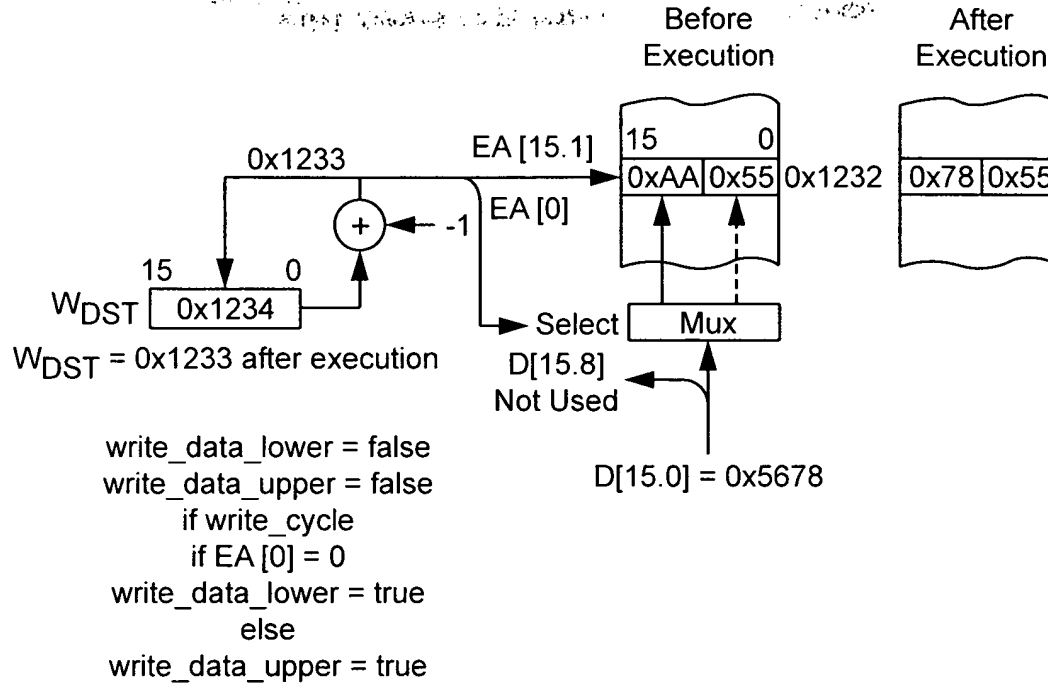 Before
Execution
After
Execution
0x1233
EA [15.1]
15 0
0xAA 0x55 0x1232
0x78 0x55
EA [0]
+
-1
15 0
WDST 0x1234
Select Mux
WDST = 0x1233 after execution
D[15.8]
Not Used
write_data_lower = false
write_data_upper = false
D[15.0] = 0x5678
if write_cycle
if EA [0] = 0
write_data_lower = true
else
write_data_upper = true